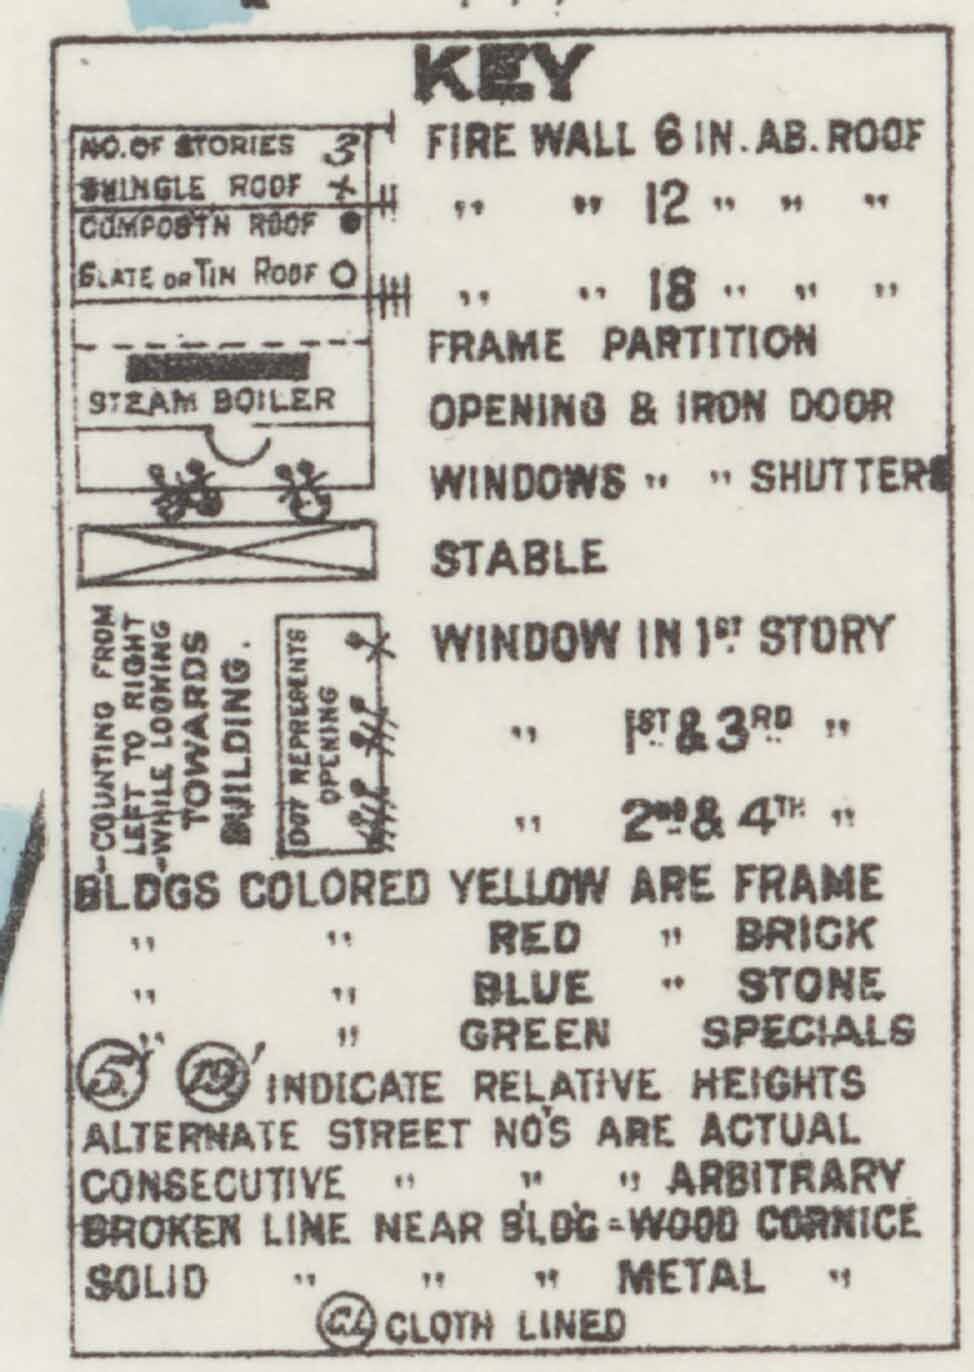 KEY
NO. OF STORIES 3
SHINGLE ROOF x
COMPOS'T'N ROOF ●
SLATE OR TIN ROOF O
STEAM BOILER
FIRE WALL 6 IN. AB. ROOF
" " 12 " " "
" " 18 " " "
FRAME PARTITION
OPENING & IRON DOOR
WINDOWS " " SHUTTERS
STABLE
COUNTING FROM
LEFT TO RIGHT
WHILE LOOKING
TOWARDS
BUILDING.
DOT REPRESENTS
OPENING
WINDOW IN 1ST STORY
" 1ST & 3RD "
" 2ND & 4TH "
BLDGS COLORED YELLOW ARE FRAME
" " RED " BRICK
" " BLUE " STONE
" " GREEN SPECIALS
5' 19' INDICATE RELATIVE HEIGHTS
ALTERNATE STREET NO'S ARE ACTUAL
CONSECUTIVE " " " ARBITRARY
BROKEN LINE NEAR BLD'G = WOOD CORNICE
SOLID " " " METAL "
C.L. CLOTH LINED